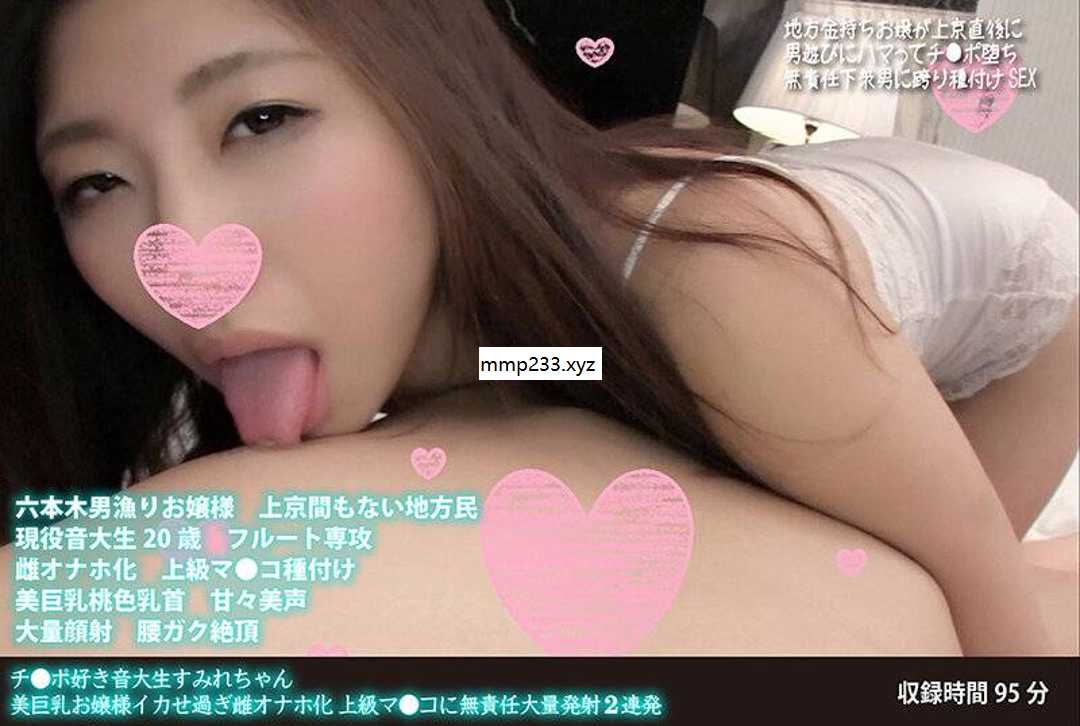 地方金持ちお嬢が上京直後に
男遊びにハマってチ●ポ堕ち
無責任下衆男に跨り種付けSEX
mmp233.xyz
六本木男漁りお嬢様 上京間もない地方民
現役音大生20歳 フルート専攻
雌オナホ化 上級マ●コ種付け
美巨乳桃色乳首 甘々美声
大量顔射 腰ガク絶頂
チ●ポ好き音大生すみれちゃん
美巨乳お嬢様イカせ過ぎ雌オナホ化 上級マ●コに無責任大量発射2連発
収録時間 95 分